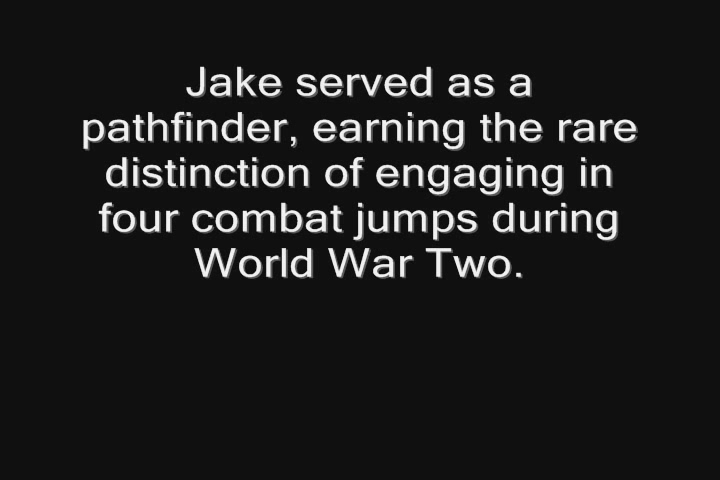 Jake served as a
pathfinder, earning the rare
distinction of engaging in
four combat jumps during
World War Two.